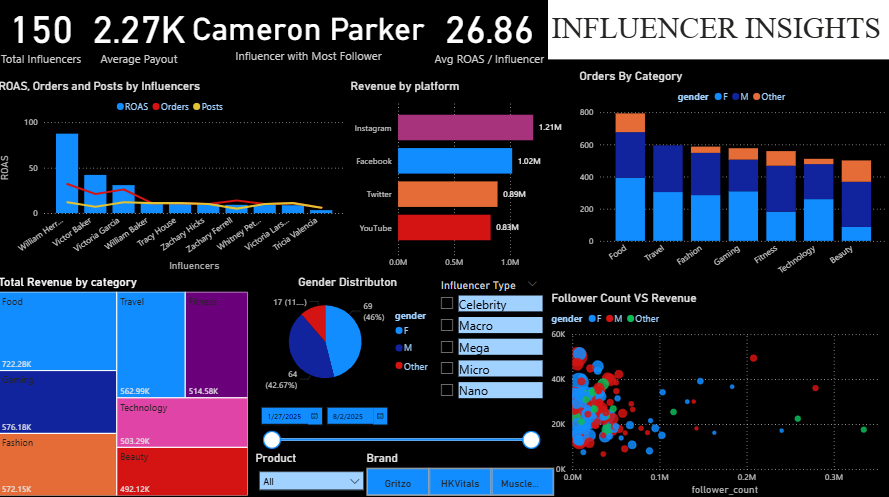 150
Total Influencers
2.27K
Average Payout
Cameron Parker
Influencer with Most Follower
26.86
Avg ROAS / Influencer
INFLUENCER INSIGHTS
ROAS, Orders and Posts by Influencers
ROAS Orders Posts
ROAS
100
50
0
William Herr...
Victor Baker
Victoria Garcia
William Baker
Tracy House
Zachary Hicks
Zachary Ferrell
Whitney Pet...
Victoria Lars...
Tricia Valencia
Influencers
Revenue by platform
Instagram
1.21M
Facebook
1.02M
Twitter
0.89M
YouTube
0.83M
0.0M 0.5M 1.0M
Orders By Category
gender F M Other
800
600
400
200
0
Food
Travel
Fashion
Gaming
Fitness
Technology
Beauty
Total Revenue by category
Food
722.28K
Gaming
576.18K
Fashion
572.15K
Travel
562.99K
Fitness
514.58K
Technology
503.29K
Beauty
492.12K
Gender Distributon
17 (11....)
69
(46%)
64
(42.67%)
gender
F
M
Other
Influencer Type
Celebrity
Macro
Mega
Micro
Nano
1/27/2025
8/2/2025
Product
All
Brand
Gritzo
HKVitals
Muscle...
Follower Count VS Revenue
gender F M Other
60K
40K
20K
0K
0.0M 0.1M 0.2M 0.3M
follower_count